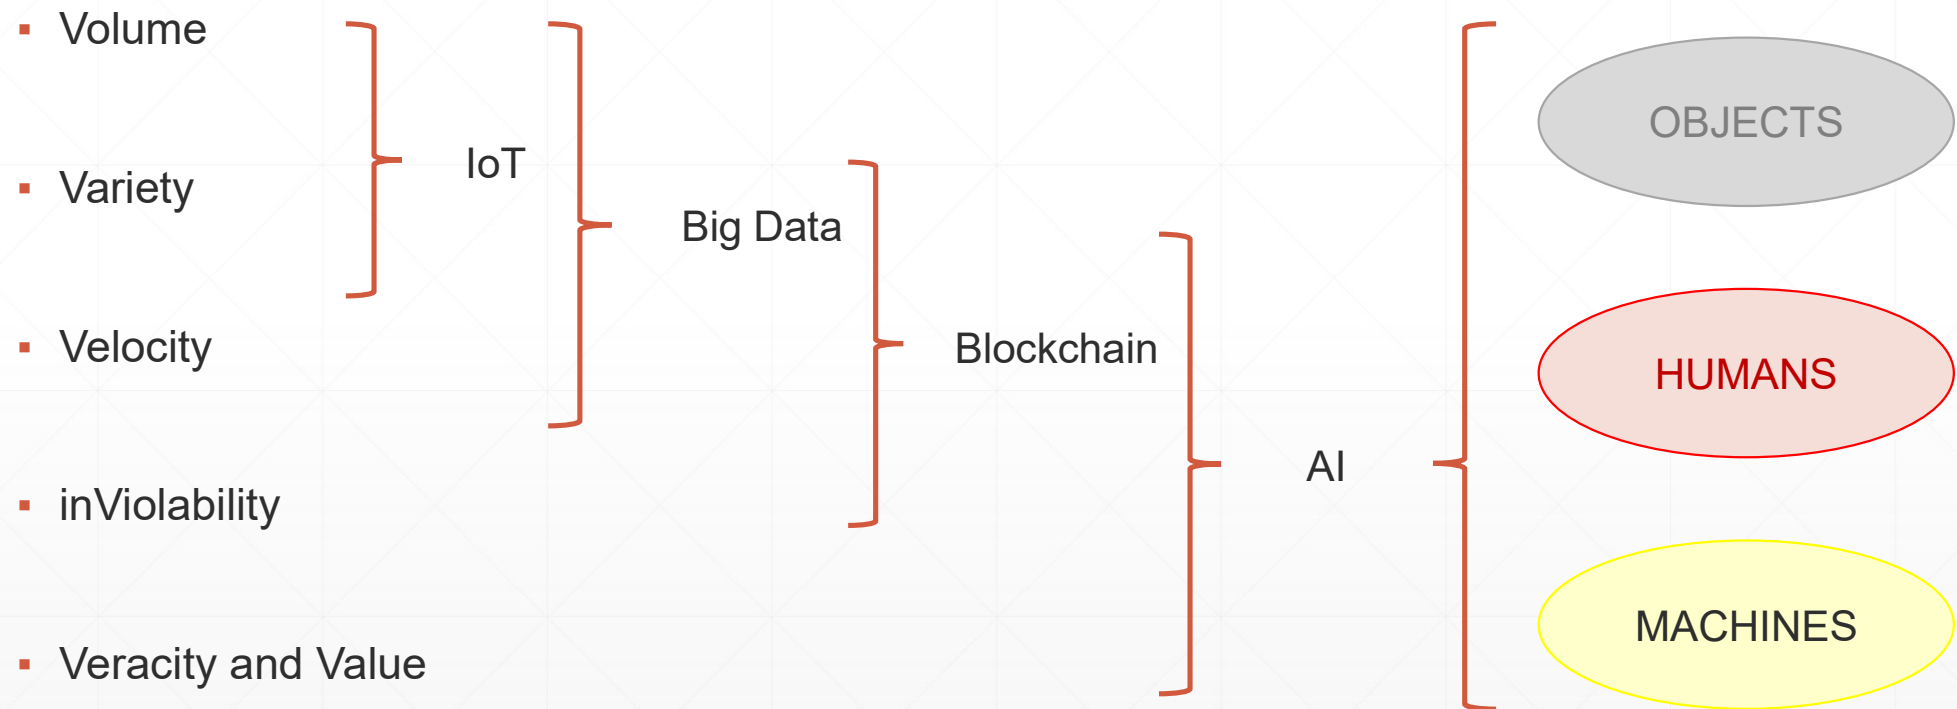 Volume
Variety
Velocity
inViolability
Veracity and Value
IoT
Big Data
Blockchain
AI
OBJECTS
HUMANS
MACHINES